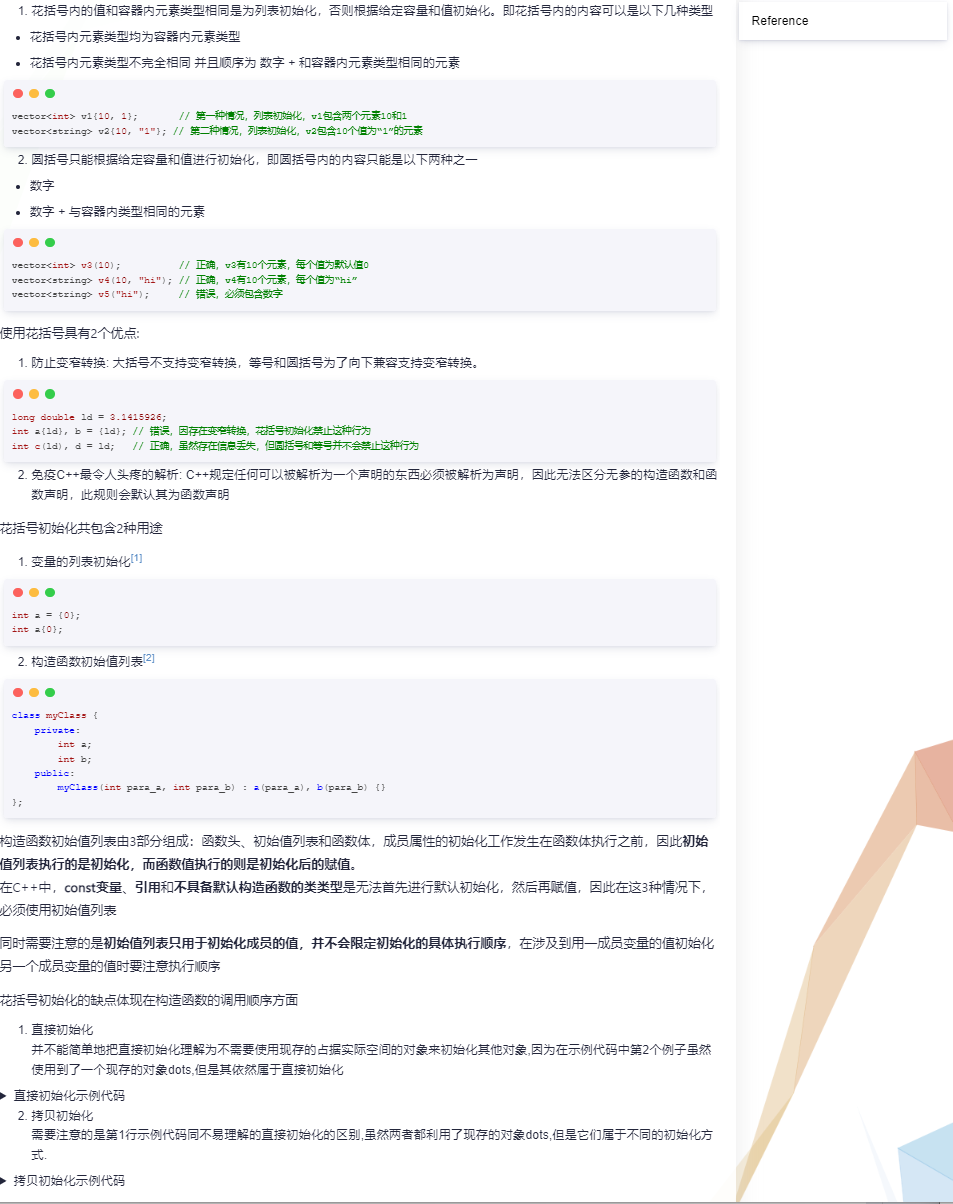 1. 花括号内的值和容器内元素类型相同是为列表初始化，否则根据给定容量和值初始化。即花括号内的内容可以是以下几种类型
Reference
• 花括号内元素类型均为容器内元素类型
• 花括号内元素类型不完全相同 并且顺序为 数字 + 和容器内元素类型相同的元素
vector<int> v1{10, 1};       // 第一种情况，列表初始化，v1包含两个元素10和1
vector<string> v2{10, "1"}; // 第二种情况，列表初始化，v2包含10个值为“1”的元素
2. 圆括号只能根据给定容量和值进行初始化，即圆括号内的内容只能是以下两种之一
• 数字
• 数字 + 与容器内类型相同的元素
vector<int> v3(10);          // 正确，v3有10个元素，每个值为默认值0
vector<string> v4(10, "hi"); // 正确，v4有10个元素，每个值为“hi”
vector<string> v5("hi");     // 错误，必须包含数字
使用花括号具有2个优点:
1. 防止变窄转换: 大括号不支持变窄转换，等号和圆括号为了向下兼容支持变窄转换。
long double ld = 3.1415926;
int a{ld}, b = {ld}; // 错误，因存在变窄转换，花括号初始化禁止这种行为
int c(ld), d = ld;   // 正确，虽然存在信息丢失，但圆括号和等号并不会禁止这种行为
2. 免疫C++最令人头疼的解析: C++规定任何可以被解析为一个声明的东西必须被解析为声明，因此无法区分无参的构造函数和函
数声明，此规则会默认其为函数声明
花括号初始化共包含2种用途
1. 变量的列表初始化[1]
int a = {0};
int a{0};
2. 构造函数初始值列表[2]
class myClass {
    private:
        int a;
        int b;
    public:
        myClass(int para_a, int para_b) : a(para_a), b(para_b) {}
};
构造函数初始值列表由3部分组成：函数头、初始值列表和函数体，成员属性的初始化工作发生在函数体执行之前，因此初始
值列表执行的是初始化，而函数值执行的则是初始化后的赋值。
在C++中，const变量、引用和不具备默认构造函数的类类型是无法首先进行默认初始化，然后再赋值，因此在这3种情况下，
必须使用初始值列表
同时需要注意的是初始值列表只用于初始化成员的值，并不会限定初始化的具体执行顺序，在涉及到用一成员变量的值初始化
另一个成员变量的值时要注意执行顺序
花括号初始化的缺点体现在构造函数的调用顺序方面
1. 直接初始化
并不能简单地把直接初始化理解为不需要使用现存的占据实际空间的对象来初始化其他对象,因为在示例代码中第2个例子虽然
使用到了一个现存的对象dots,但是其依然属于直接初始化
▶ 直接初始化示例代码
2. 拷贝初始化
需要注意的是第1行示例代码同不易理解的直接初始化的区别,虽然两者都利用了现存的对象dots,但是它们属于不同的初始化方
式.
▶ 拷贝初始化示例代码